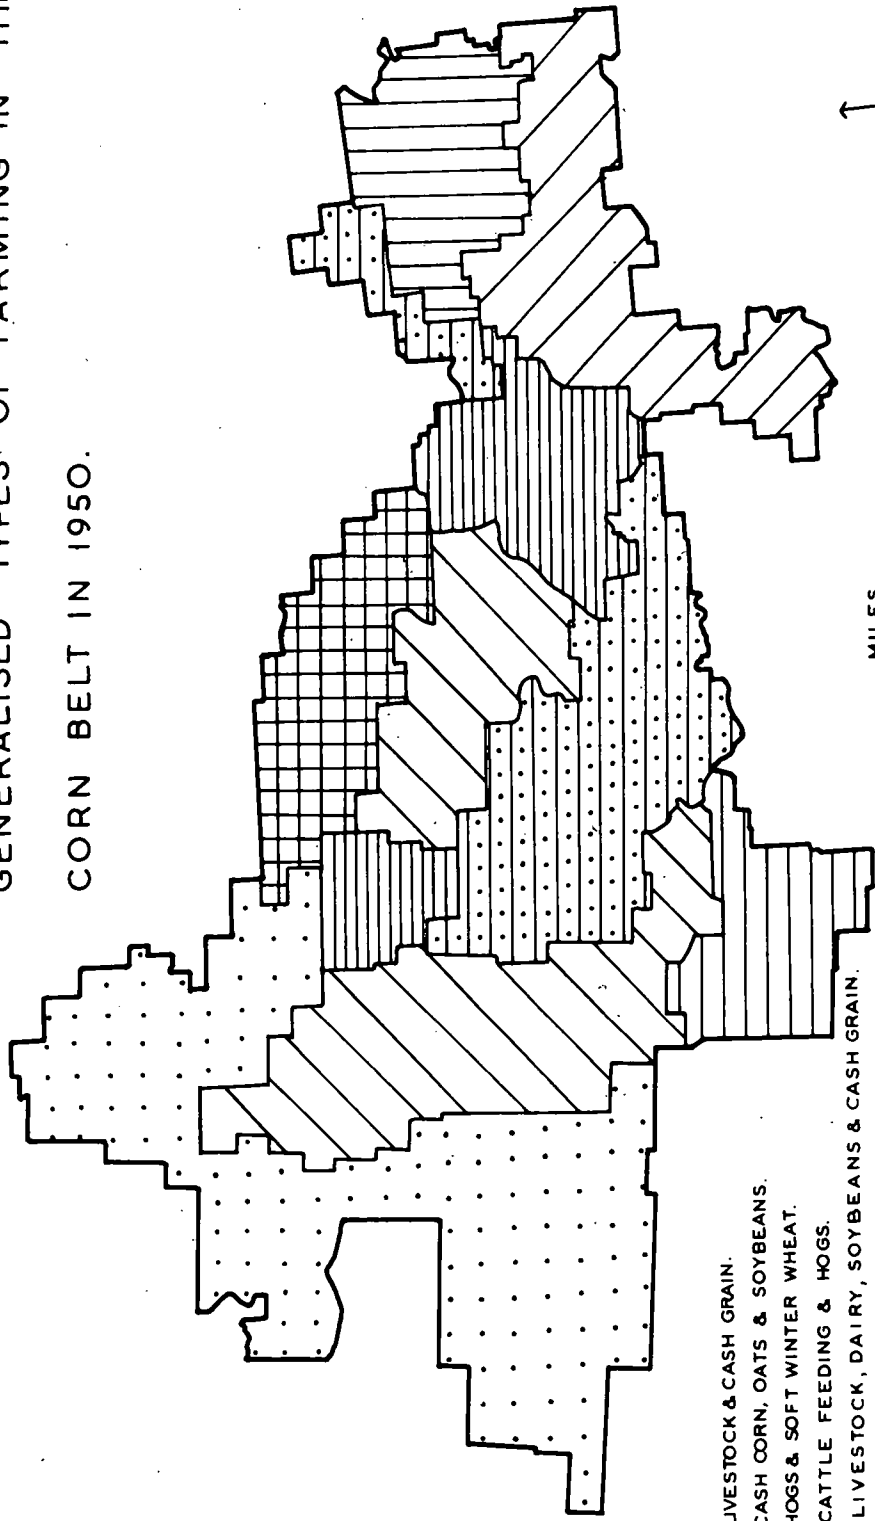 GENERALISED TYPES OF FARMING IN
CORN BELT IN 1950.
LIVESTOCK & CASH GRAIN.
CASH CORN, OATS & SOYBEANS.
HOGS & SOFT WINTER WHEAT.
CATTLE FEEDING & HOGS.
LIVESTOCK, DAIRY, SOYBEANS & CASH GRAIN.
MILES